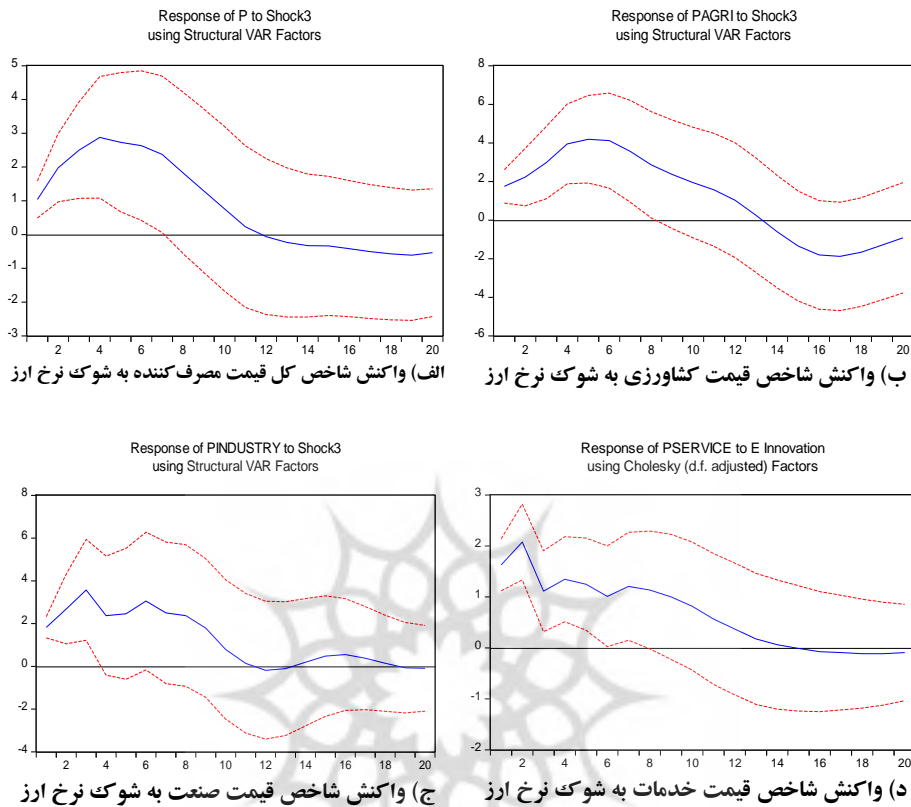 Response of P to Shock3
using Structural VAR Factors
5
4
3
2
1
0
-1
-2
-3
2 4 6 8 10 12 14 16 18 20
الف) واکنش شاخص کل قیمت مصرف‌کننده به شوک نرخ ارز
Response of PAGRI to Shock3
using Structural VAR Factors
8
6
4
2
0
-2
-4
-6
2 4 6 8 10 12 14 16 18 20
ب) واکنش شاخص قیمت کشاورزی به شوک نرخ ارز
Response of PINDUSTRY to Shock3
using Structural VAR Factors
8
6
4
2
0
-2
-4
2 4 6 8 10 12 14 16 18 20
ج) واکنش شاخص قیمت صنعت به شوک نرخ ارز
Response of PSERVICE to E Innovation
using Cholesky (d.f. adjusted) Factors
3
2
1
0
-1
-2
2 4 6 8 10 12 14 16 18 20
د) واکنش شاخص قیمت خدمات به شوک نرخ ارز